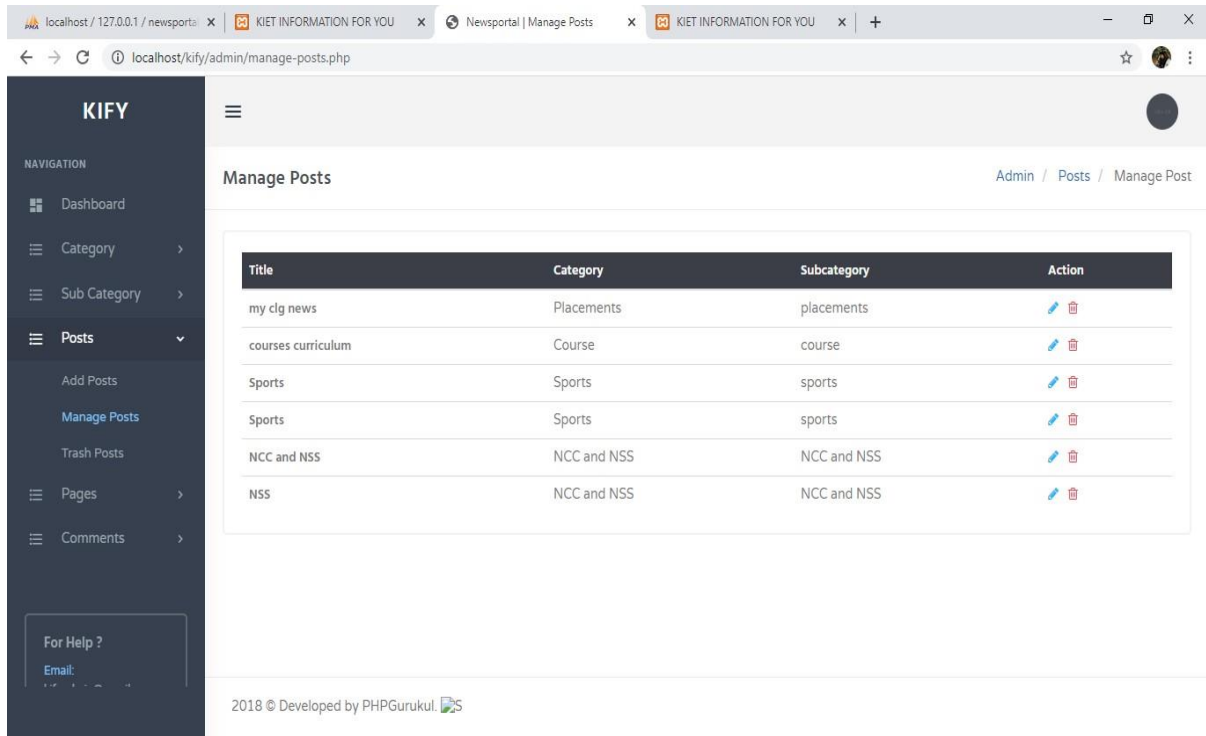 localhost / 127.0.0.1 / newsporta
KIET INFORMATION FOR YOU
Newsportal | Manage Posts
KIET INFORMATION FOR YOU
localhost/kify/admin/manage-posts.php
KIFY
NAVIGATION
Dashboard
Category
Sub Category
Posts
Add Posts
Manage Posts
Trash Posts
Pages
Comments
For Help ?
Email:
Manage Posts
Admin / Posts / Manage Post
Title Category Subcategory Action
my clg news Placements placements
courses curriculum Course course
Sports Sports sports
Sports Sports sports
NCC and NSS NCC and NSS NCC and NSS
NSS NCC and NSS NCC and NSS
2018 © Developed by PHPGurukul. S